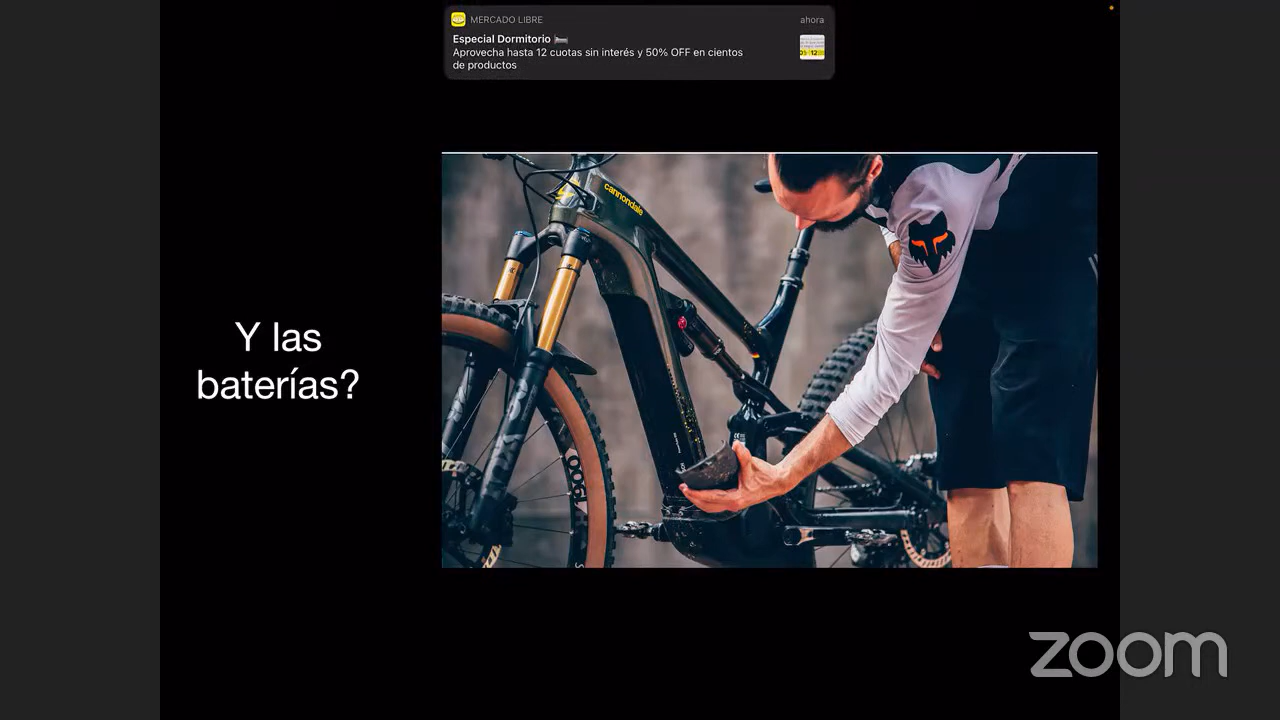 MERCADO LIBRE
ahora
Especial Dormitorio
Aprovecha hasta 12 cuotas sin interés y 50% OFF en cientos
de productos
cannondale
Y las
baterías?
zoom